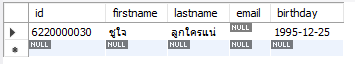 id firstname lastname email birthday
6220000030 ชูใจ ลูกใครแน่ NULL 1995-12-25
NULL NULL NULL NULL NULL